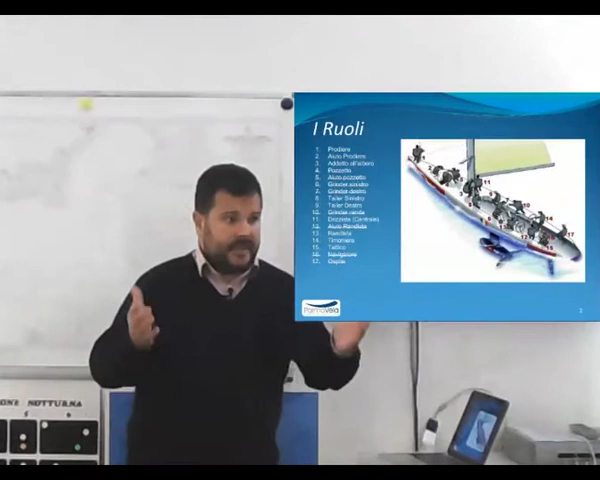 I Ruoli
1. Prodiere
2. Aiuto Prodiere
3. Addetto all'albero
4. Pozzetto
5. Aiuto pozzetto
6. Grinder sinistro
7. Grinder destro
8. Tailer Sinistro
9. Tailer Destro
10. Grinder randa
11. Drizzista (Centrale)
12. Aiuto Randista
13. Randista
14. Timoniere
15. Tattico
16. Navigatore
17. Ospite
ParmaVela
2
NOTTURNA